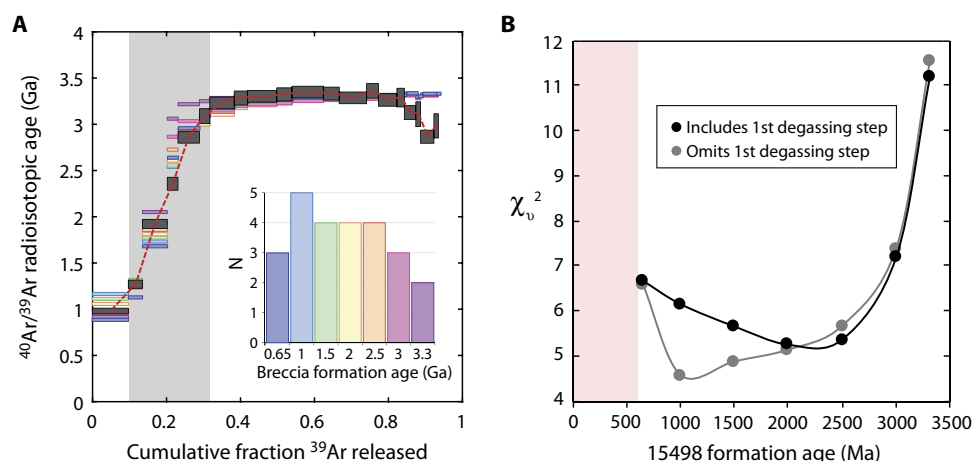 A
⁴⁰Ar/³⁹Ar radioisotopic age (Ga)
4
3.5
3
2.5
2
1.5
1
0.5
0
0 0.2 0.4 0.6 0.8 1
Cumulative fraction ³⁹Ar released
N
5
4
3
2
1
0
0.65 1 1.5 2 2.5 3 3.3
Breccia formation age (Ga)
B
χᵥ²
12
11
10
9
8
7
6
5
4
Includes 1st degassing step
Omits 1st degassing step
0 500 1000 1500 2000 2500 3000 3500
15498 formation age (Ma)